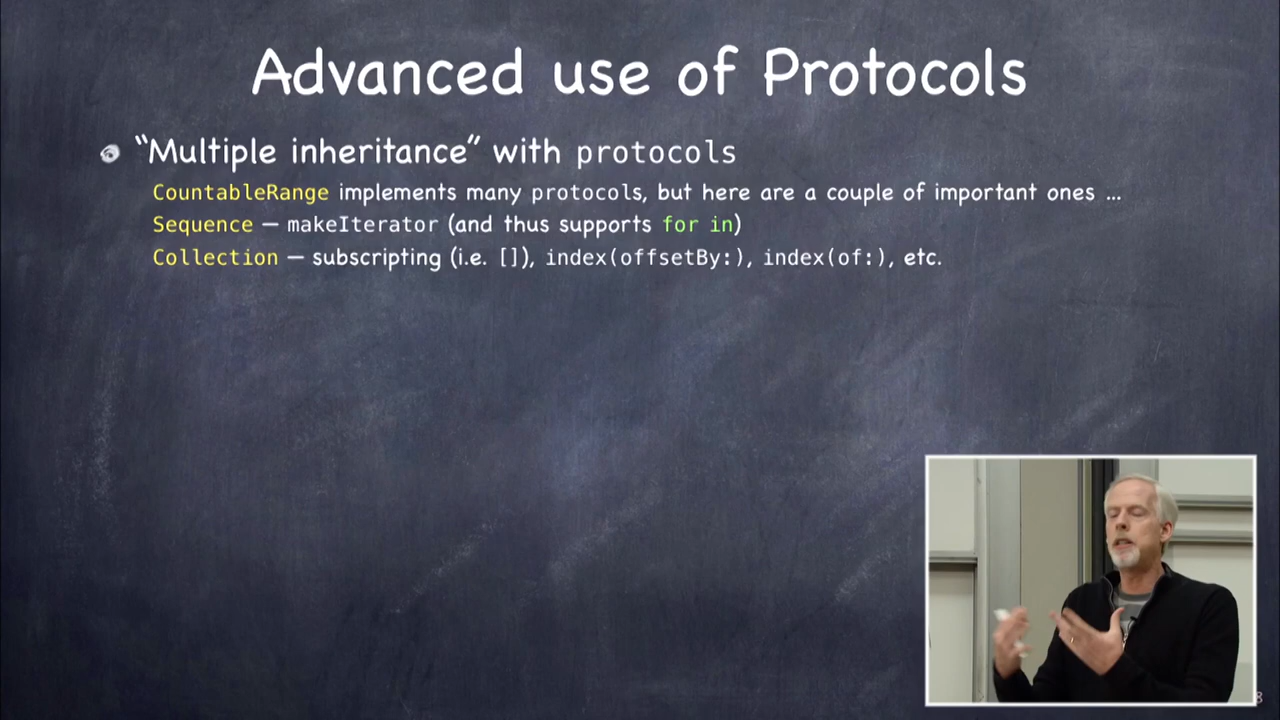 Advanced use of Protocols
“Multiple inheritance” with protocols
CountableRange implements many protocols, but here are a couple of important ones …
Sequence — makeIterator (and thus supports for in)
Collection — subscripting (i.e. []), index(offsetBy:), index(of:), etc.
8